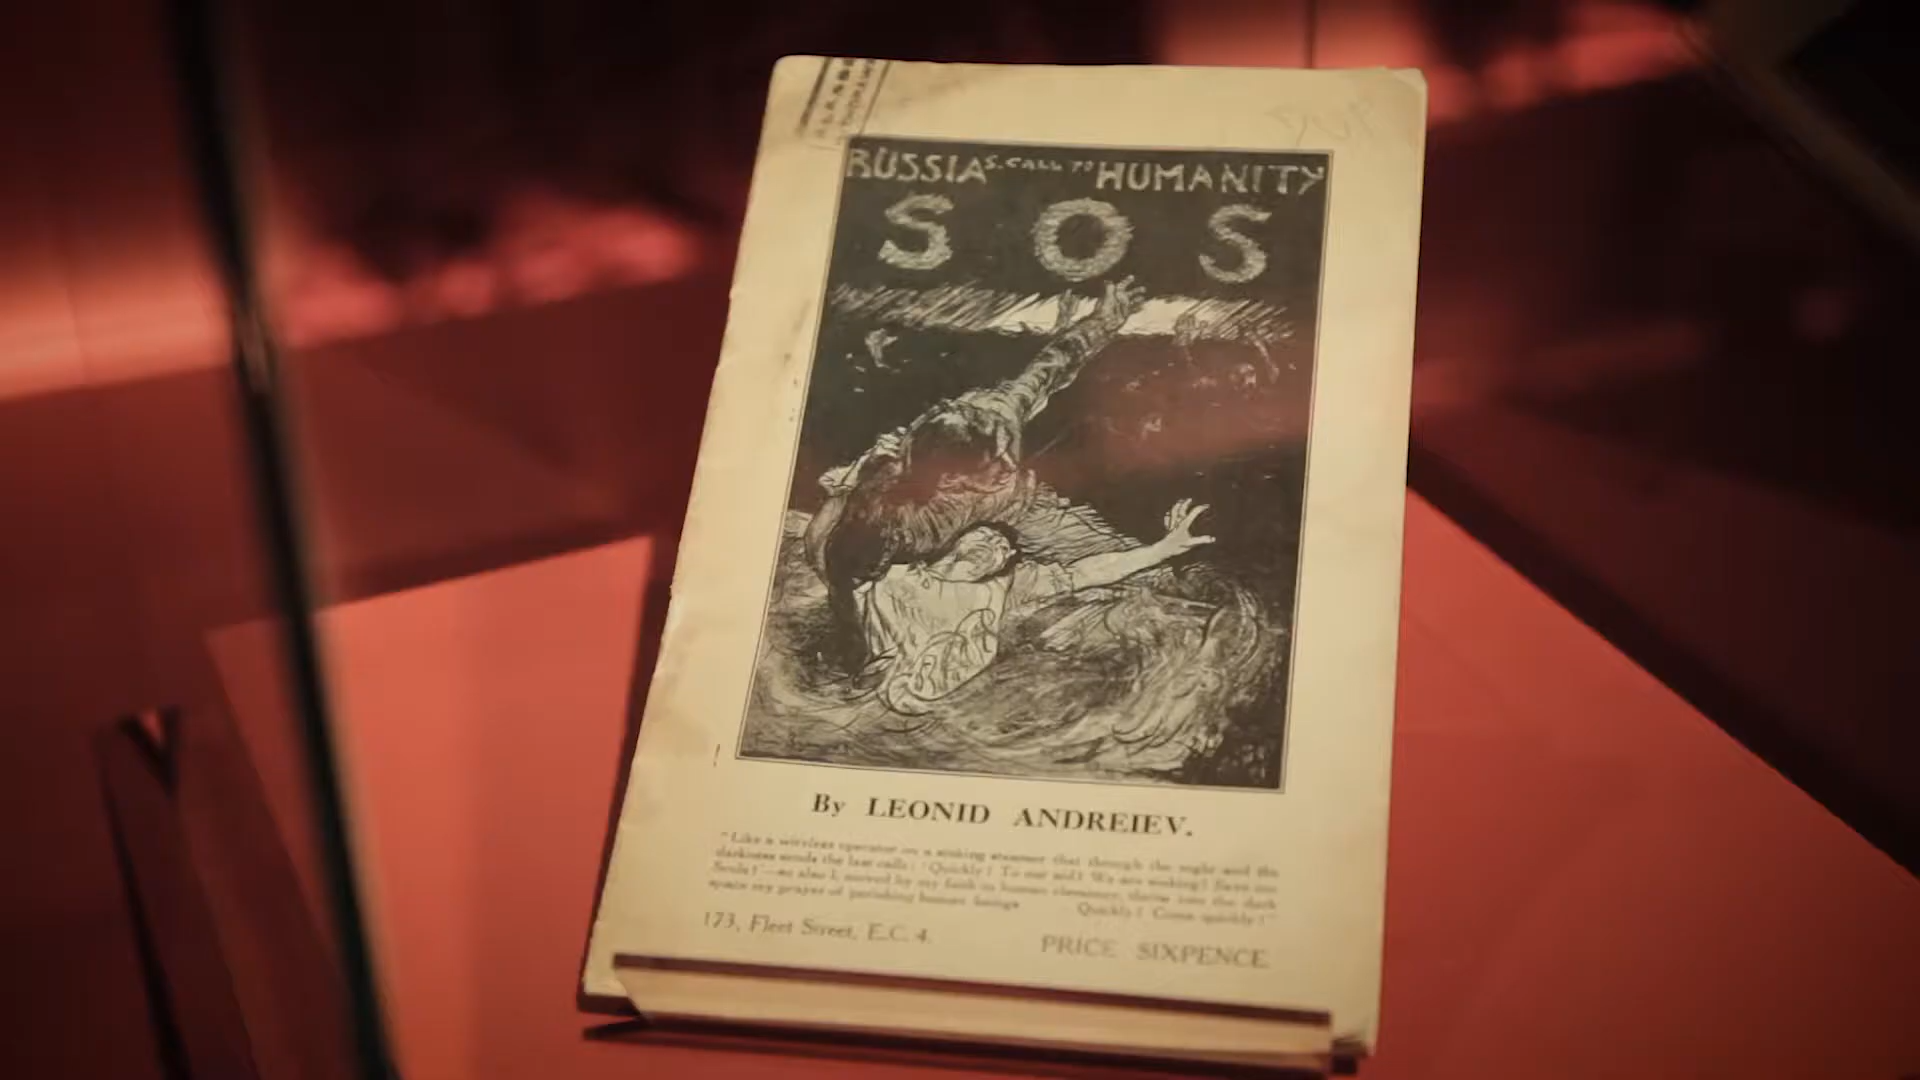 RUSSIA'S CALL TO HUMANITY
S O S
By LEONID ANDREIEV.
"Like a wireless operator on a sinking steamer that through the night and the
darkness sends the last calls: 'Quickly! To our aid! We are sinking! Save our
Souls!'—so also I, moved by my faith in human clemency, throw into the dark
space my prayer of perishing human beings
Quickly! Come quickly!"
173, Fleet Street, E.C. 4.
PRICE SIXPENCE